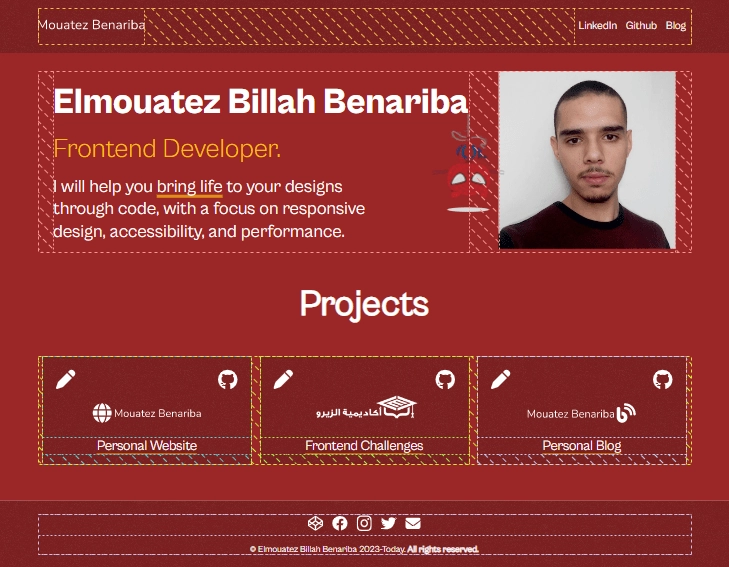 Mouatez Benariba
LinkedIn Github Blog
Elmouatez Billah Benariba
Frontend Developer.
I will help you bring life to your designs
through code, with a focus on responsive
design, accessibility, and performance.
Projects
Mouatez Benariba
Personal Website
أكاديمية الزيرو
Frontend Challenges
Mouatez Benariba
Personal Blog
© Elmouatez Billah Benariba 2023-Today. All rights reserved.